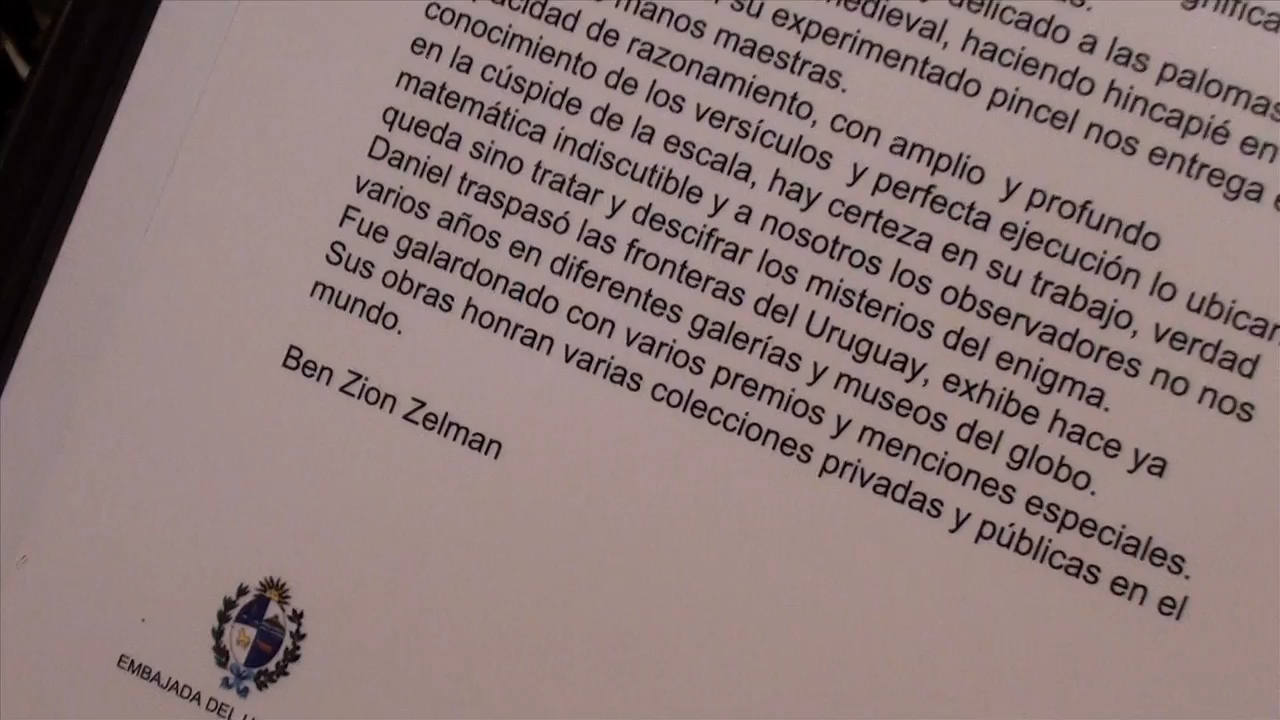 delicado a las palomas
medieval, haciendo hincapié en
su experimentado pincel nos entrega
manos maestras.
de razonamiento, con amplio y profundo
conocimiento de los versículos y perfecta ejecución lo ubican
en la cúspide de la escala, hay certeza en su trabajo, verdad
matemática indiscutible y a nosotros los observadores no nos
queda sino tratar y descifrar los misterios del enigma.
Daniel traspasó las fronteras del Uruguay, exhibe hace ya
varios años en diferentes galerías y museos del globo.
Fue galardonado con varios premios y menciones especiales.
Sus obras honran varias colecciones privadas y públicas en el
mundo.
Ben Zion Zelman
EMBAJADA DEL